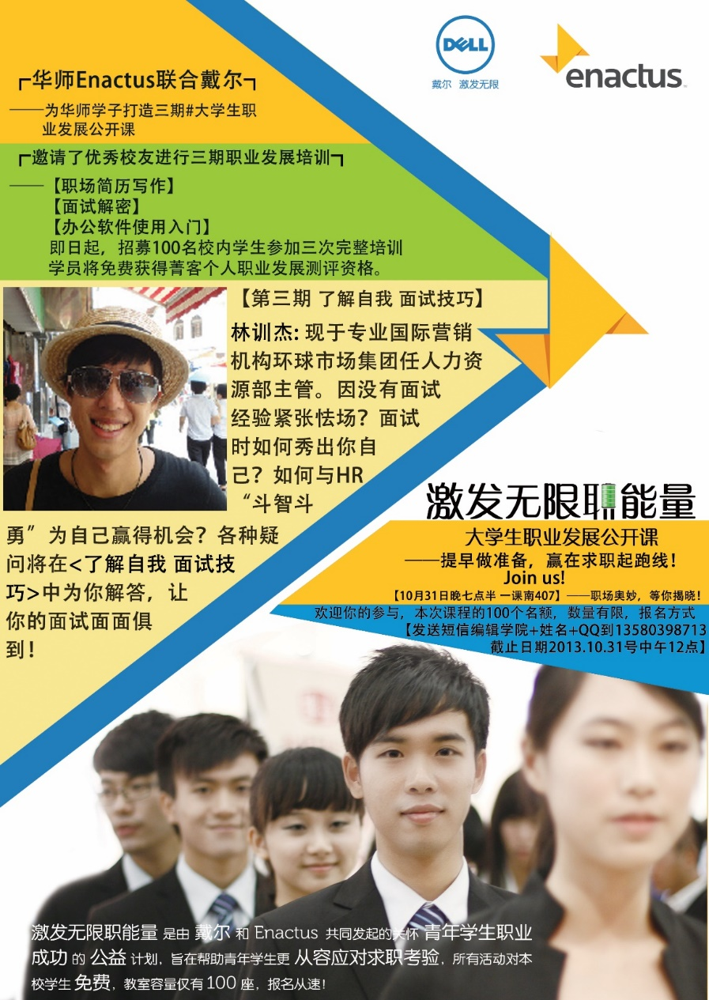 DELL
戴尔 激发无限
enactus
┌华师Enactus联合戴尔┐
——为华师学子打造三期#大学生职
业发展公开课
┌邀请了优秀校友进行三期职业发展培训┐
——【职场简历写作】
【面试解密】
【办公软件使用入门】
即日起，招募100名校内学生参加三次完整培训
学员将免费获得菁客个人职业发展测评资格。
【第三期 了解自我 面试技巧】
林训杰: 现于专业国际营销
机构环球市场集团任人力资
源部主管。因没有面试
经验紧张怯场？面试
时如何秀出你自
己？如何与HR
“斗智斗
勇”为自己赢得机会？各种疑
问将在<了解自我 面试技
巧>中为你解答，让
你的面试面面俱
到！
激发无限职能量
大学生职业发展公开课
——提早做准备，赢在求职起跑线！
Join us!
【10月31日晚七点半 一课南407】——职场奥妙，等你揭晓！
欢迎你的参与，本次课程的100个名额，数量有限，报名方式
【发送短信编辑学院+姓名+QQ到13580398713
截止日期2013.10.31号中午12点】
激发无限职能量 是由 戴尔 和 Enactus 共同发起的关怀 青年学生职业
成功 的 公益 计划，旨在帮助青年学生更 从容应对求职考验，所有活动对本
校学生 免费，教室容量仅有 100 座，报名从速！